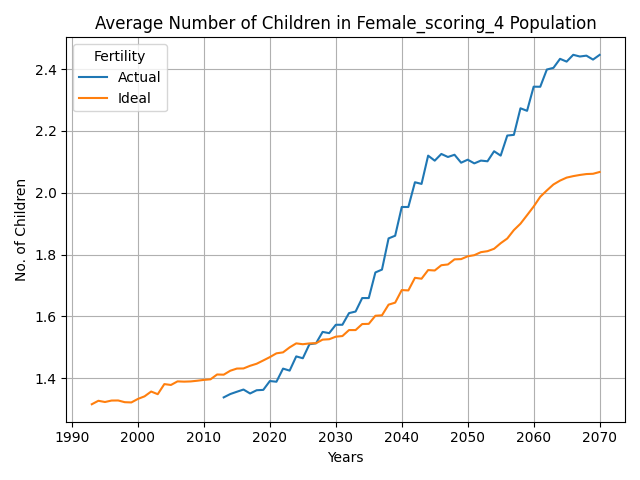 Average Number of Children in Female_scoring_4 Population
Fertility
Actual
Ideal
No. of Children
2.4
2.2
2.0
1.8
1.6
1.4
1990 2000 2010 2020 2030 2040 2050 2060 2070
Years